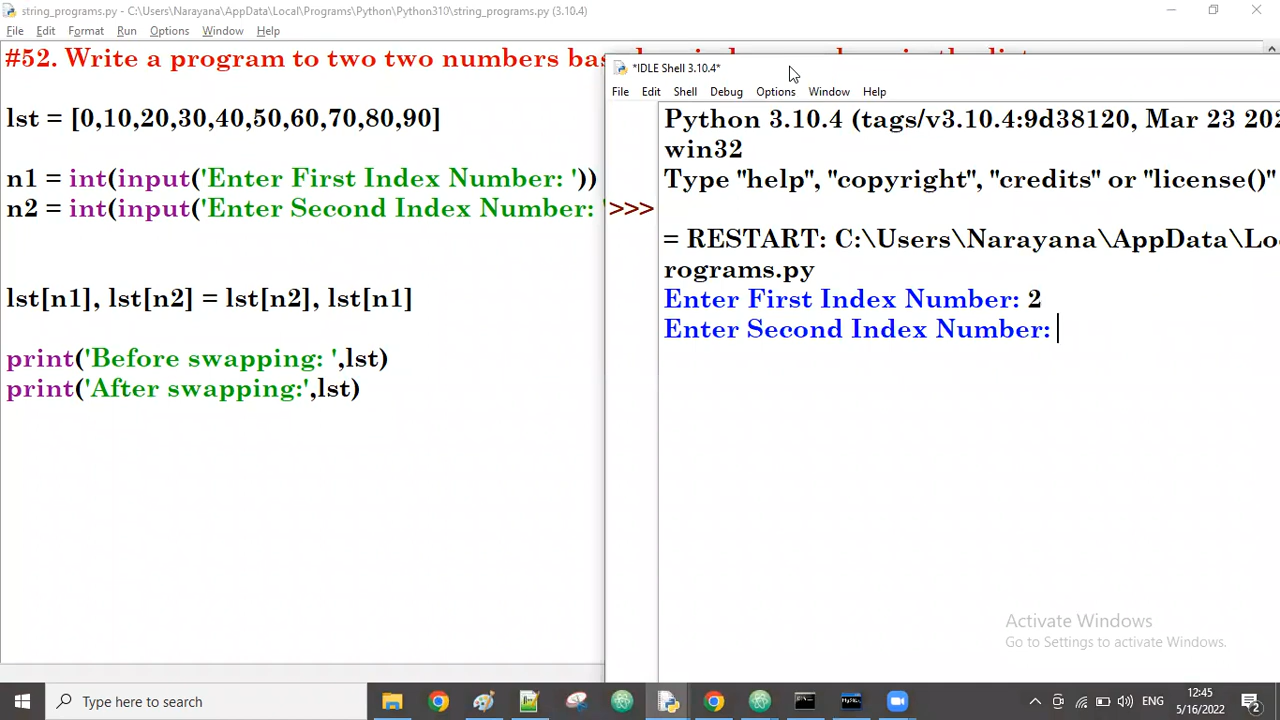 string_programs.py - C:\Users\Narayana\AppData\Local\Programs\Python\Python310\string_programs.py (3.10.4)
File Edit Format Run Options Window Help
#52. Write a program to two two numbers
lst = [0,10,20,30,40,50,60,70,80,90]
n1 = int(input('Enter First Index Number: '))
n2 = int(input('Enter Second Index Number: '
lst[n1], lst[n2] = lst[n2], lst[n1]
print('Before swapping: ',lst)
print('After swapping:',lst)
*IDLE Shell 3.10.4*
File Edit Shell Debug Options Window Help
Python 3.10.4 (tags/v3.10.4:9d38120, Mar 23 202
win32
Type "help", "copyright", "credits" or "license()"
>>>
= RESTART: C:\Users\Narayana\AppData\Loc
rograms.py
Enter First Index Number: 2
Enter Second Index Number:
Activate Windows
Go to Settings to activate Windows.
Type here to search
ENG
12:45
5/16/2022
2